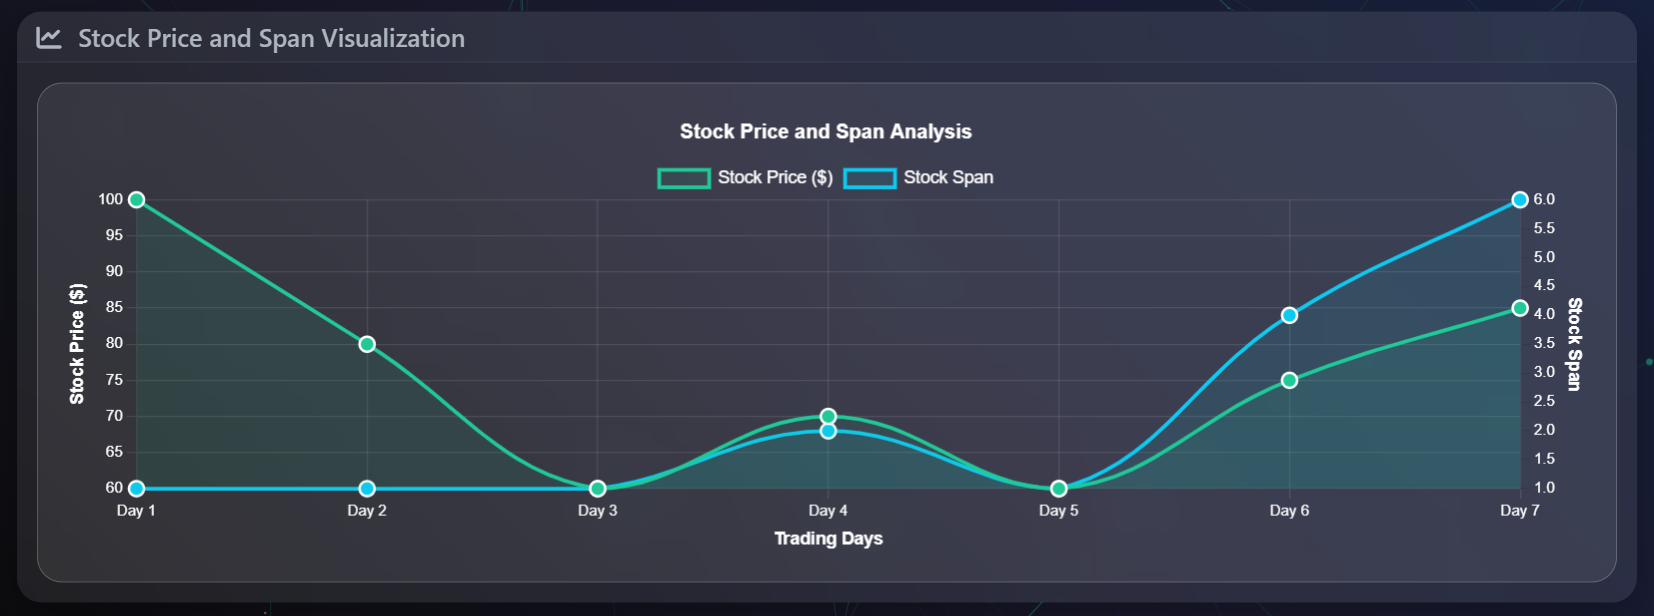 Stock Price and Span Visualization
Stock Price and Span Analysis
Stock Price ($) Stock Span
100
95
90
85
80
75
70
65
60
Stock Price ($)
6.0
5.5
5.0
4.5
4.0
3.5
3.0
2.5
2.0
1.5
1.0
Stock Span
Day 1 Day 2 Day 3 Day 4 Day 5 Day 6 Day 7
Trading Days